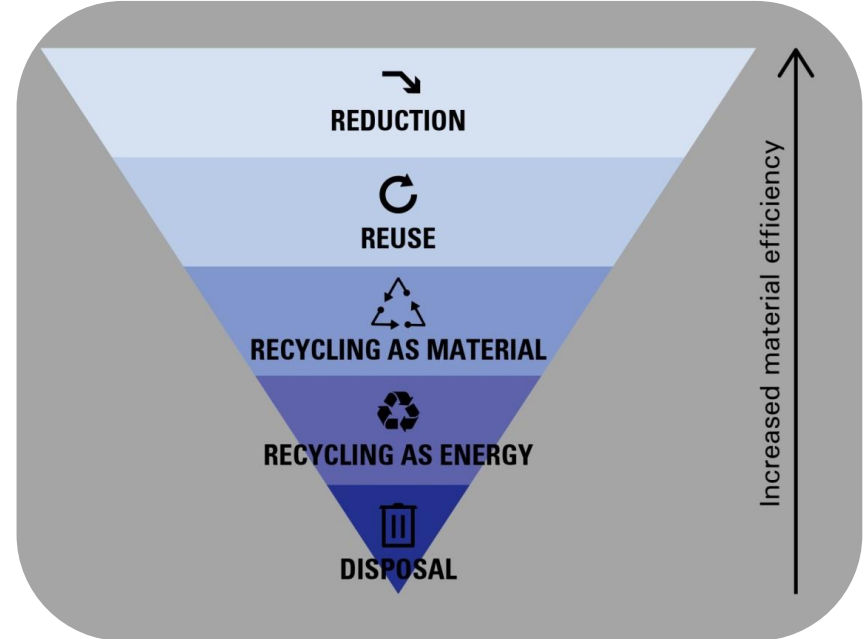 REDUCTION
REUSE
RECYCLING AS MATERIAL
RECYCLING AS ENERGY
DISPOSAL
Increased material efficiency